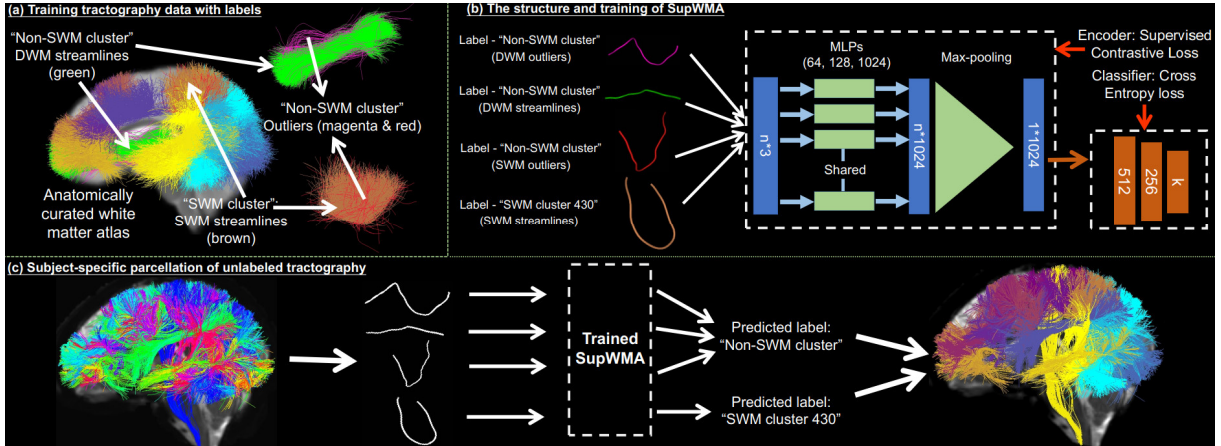 (a) Training tractography data with labels
“Non-SWM cluster”
DWM streamlines
(green)
“Non-SWM cluster”
Outliers (magenta & red)
Anatomically
curated white
matter atlas
“SWM cluster”:
SWM streamlines
(brown)
(b) The structure and training of SupWMA
Label - “Non-SWM cluster”
(DWM outliers)
Label - “Non-SWM cluster”
(DWM streamlines)
Label - “Non-SWM cluster”
(SWM outliers)
Label - “SWM cluster 430”
(SWM streamlines)
n*3
MLPs
(64, 128, 1024)
Shared
n*1024
Max-pooling
1*1024
Encoder: Supervised
Contrastive Loss
Classifier: Cross
Entropy loss
512
256
k
(c) Subject-specific parcellation of unlabeled tractography
Trained
SupWMA
Predicted label:
“Non-SWM cluster”
Predicted label:
“SWM cluster 430”